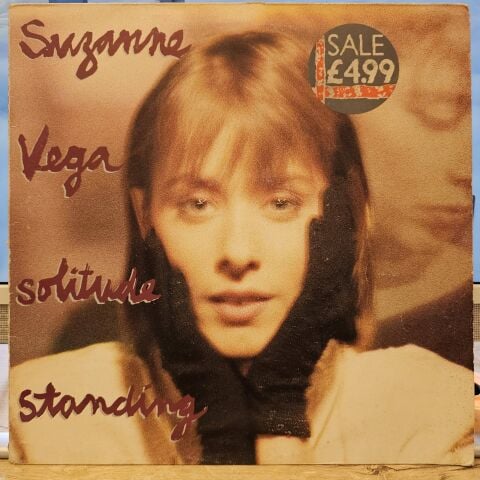 Suzanne
Vega
solitude
standing
SALE
£4.99